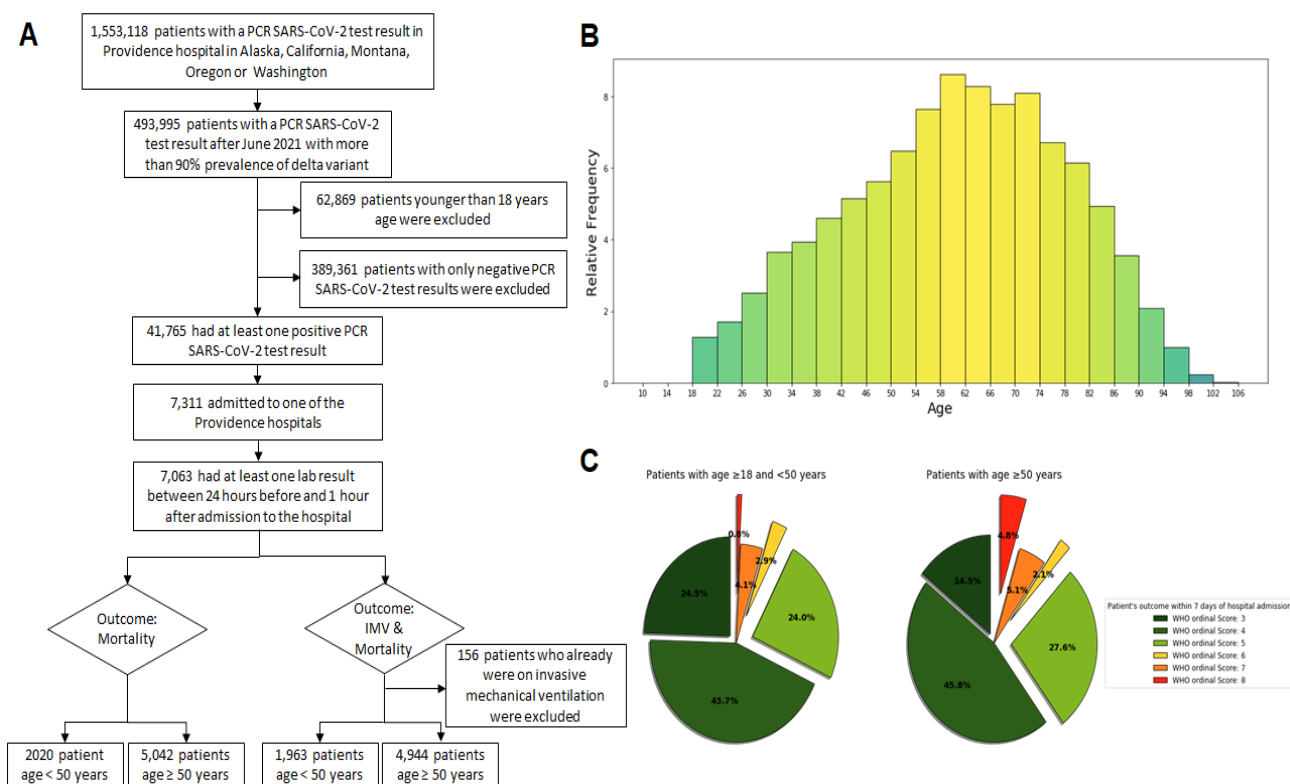 A
1,553,118 patients with a PCR SARS-CoV-2 test result in
Providence hospital in Alaska, California, Montana,
Oregon or Washington
493,995 patients with a PCR SARS-CoV-2
test result after June 2021 with more
than 90% prevalence of delta variant
62,869 patients younger than 18 years
age were excluded
389,361 patients with only negative PCR
SARS-CoV-2 test results were excluded
41,765 had at least one positive PCR
SARS-CoV-2 test result
7,311 admitted to one of the
Providence hospitals
7,063 had at least one lab result
between 24 hours before and 1 hour
after admission to the hospital
Outcome:
Mortality
Outcome:
IMV &
Mortality
156 patients who already
were on invasive
mechanical ventilation
were excluded
2020 patient
age < 50 years
5,042 patients
age ≥ 50 years
1,963 patients
age < 50 years
4,944 patients
age ≥ 50 years
B
Relative Frequency
8
6
4
2
0
10 14 18 22 26 30 34 38 42 46 50 54 58 62 66 70 74 78 82 86 90 94 98 102 106
Age
C
Patients with age ≥18 and <50 years
0.8%
2.9%
4.1%
24.5%
24.0%
43.7%
Patients with age ≥50 years
4.8%
2.1%
5.1%
14.5%
27.6%
45.8%
Patient's outcome within 7 days of hospital admission
WHO ordinal Score: 3
WHO ordinal Score: 4
WHO ordinal Score: 5
WHO ordinal Score: 6
WHO ordinal Score: 7
WHO ordinal Score: 8